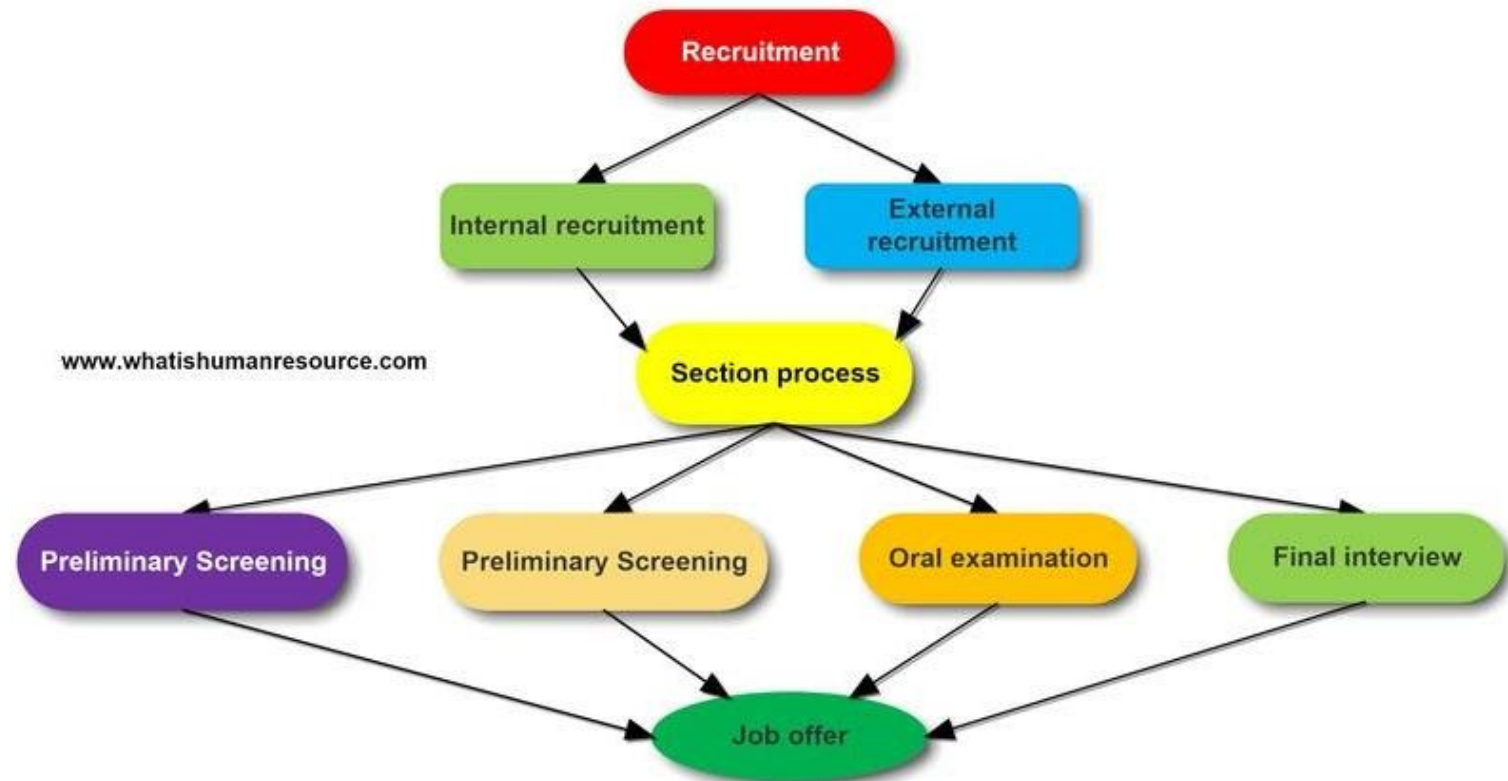 Recruitment
Internal recruitment
External
recruitment
www.whatishumanresource.com
Section process
Preliminary Screening
Preliminary Screening
Oral examination
Final interview
Job offer